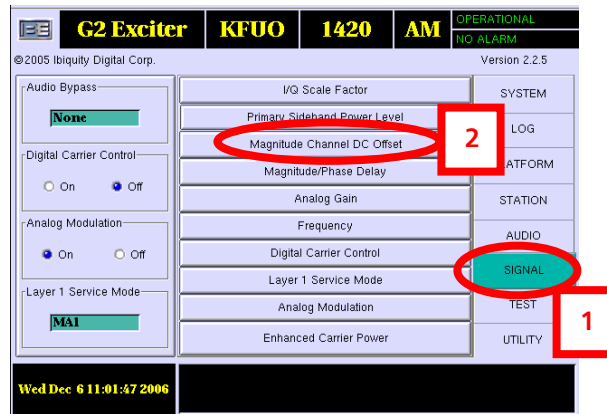 G2 Exciter KFUO 1420 AM OPERATIONAL
NO ALARM
©2005 Ibiquity Digital Corp. Version 2.2.5
Audio Bypass
None
Digital Carrier Control
On Off
Analog Modulation
On Off
Layer 1 Service Mode
MA1
I/Q Scale Factor
Primary Sideband Power Level
Magnitude Channel DC Offset
Magnitude/Phase Delay
Analog Gain
Frequency
Digital Carrier Control
Layer 1 Service Mode
Analog Modulation
Enhanced Carrier Power
2
SYSTEM
LOG
ATFORM
STATION
AUDIO
SIGNAL
TEST
UTILITY
1
Wed Dec 6 11:01:47 2006